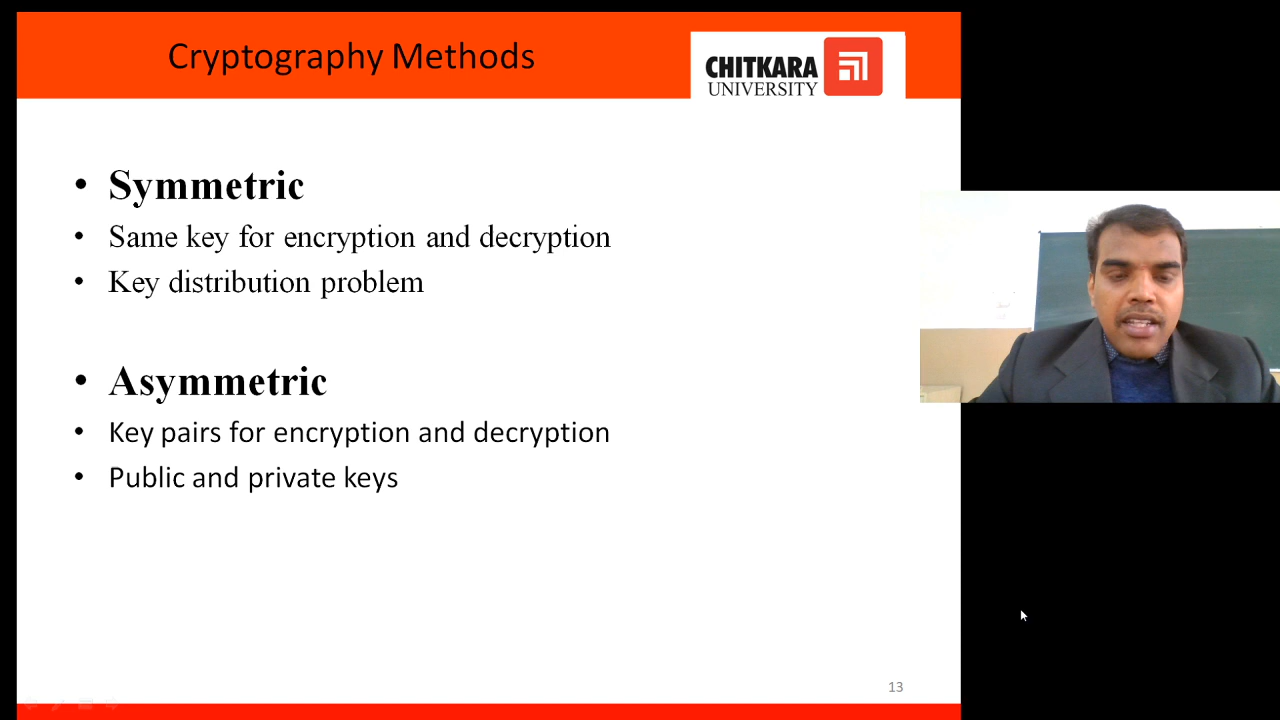 Cryptography Methods
CHITKARA
UNIVERSITY
• Symmetric
• Same key for encryption and decryption
• Key distribution problem
• Asymmetric
• Key pairs for encryption and decryption
• Public and private keys
13